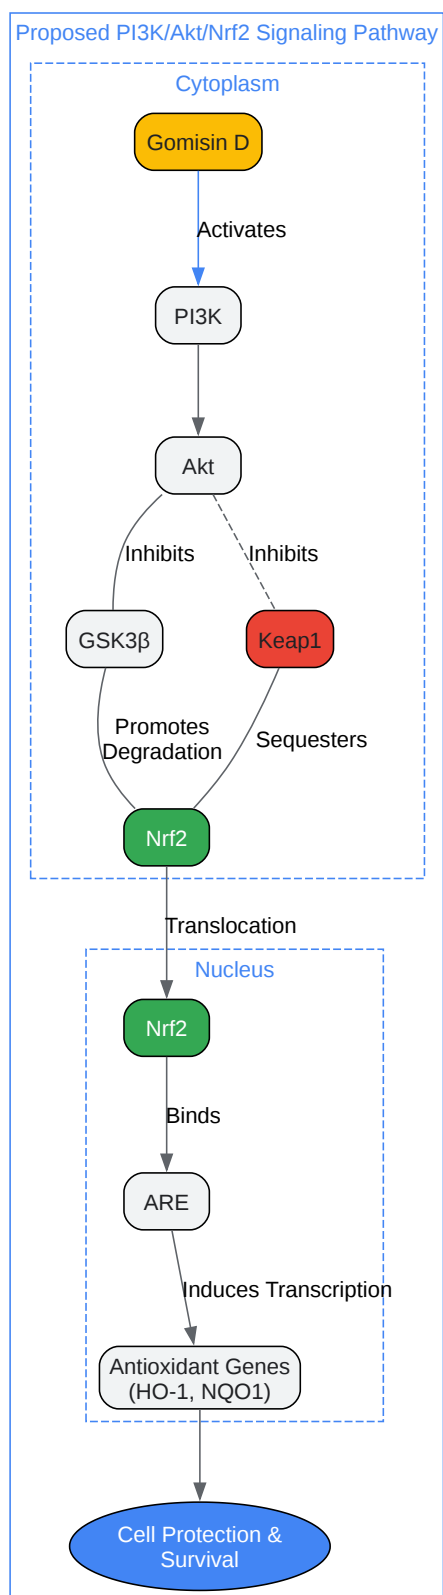 Proposed PI3K/Akt/Nrf2 Signaling Pathway
Cytoplasm
Gomisin D
Activates
PI3K
Akt
Inhibits
Inhibits
GSK3β
Keap1
Promotes
Degradation
Sequesters
Nrf2
Translocation
Nucleus
Nrf2
Binds
ARE
Induces Transcription
Antioxidant Genes
(HO-1, NQO1)
Cell Protection &
Survival